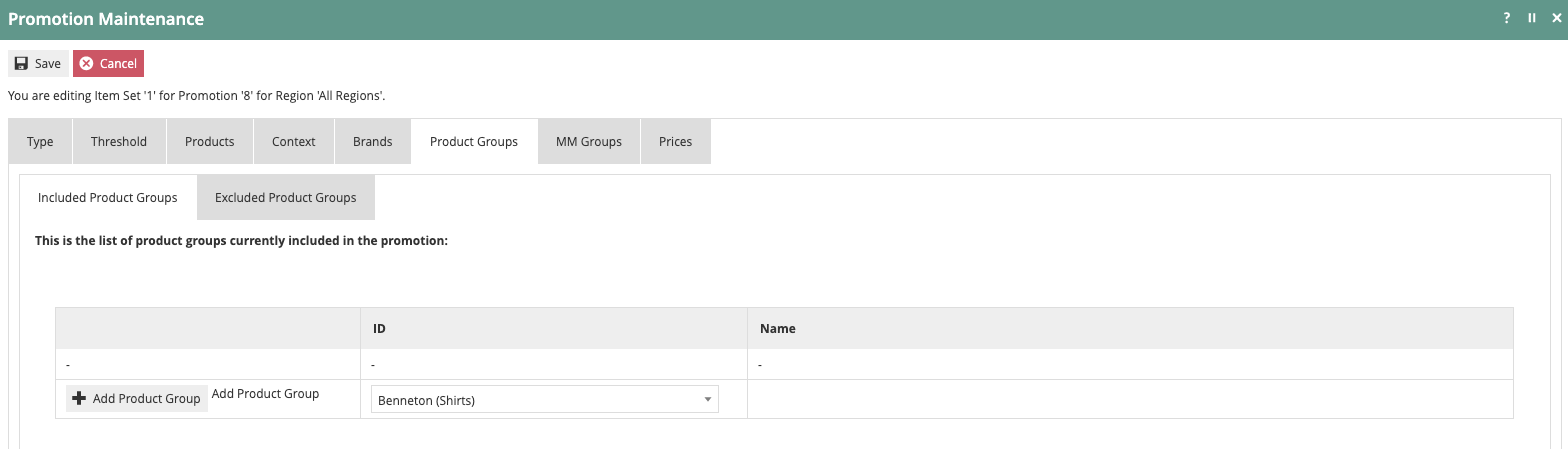 Promotion Maintenance ? II ×
Save Cancel
You are editing Item Set '1' for Promotion '8' for Region 'All Regions'.
Type Threshold Products Context Brands Product Groups MM Groups Prices
Included Product Groups Excluded Product Groups
This is the list of product groups currently included in the promotion:
ID Name
- - -
Add Product Group Add Product Group Benneton (Shirts)